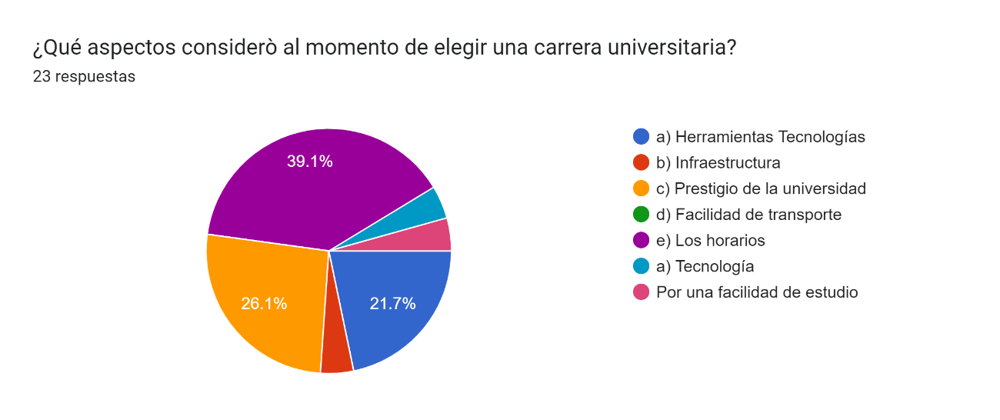 ¿Qué aspectos considerò al momento de elegir una carrera universitaria?
23 respuestas
39.1%
26.1%
21.7%
a) Herramientas Tecnologías
b) Infraestructura
c) Prestigio de la universidad
d) Facilidad de transporte
e) Los horarios
a) Tecnología
Por una facilidad de estudio